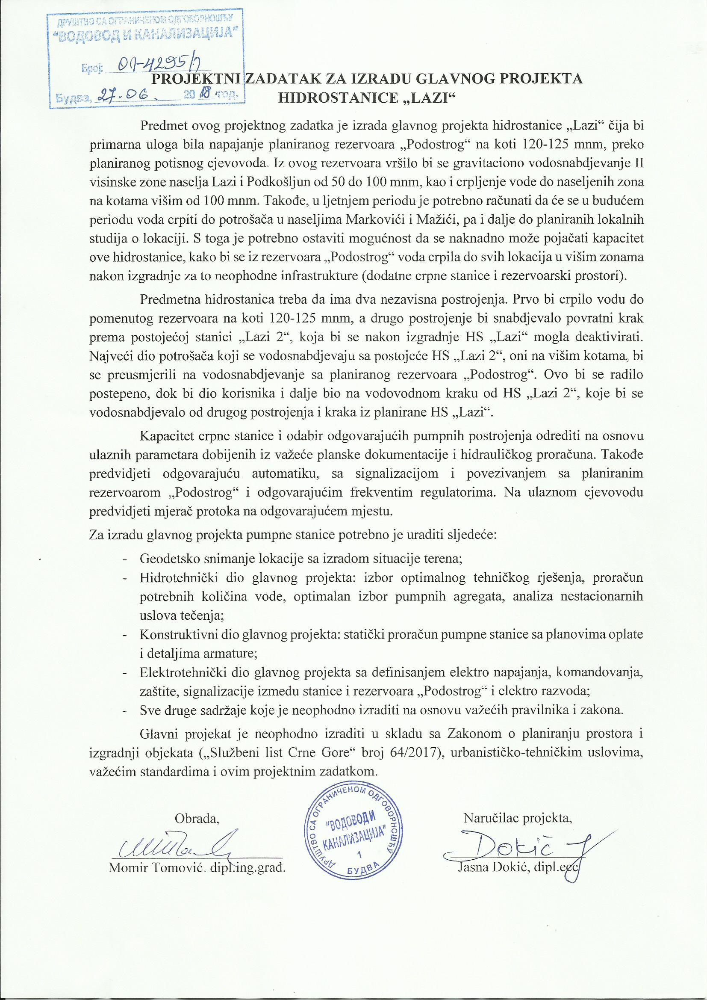 ДРУШТВО СА ОГРАНИЧЕНОМ ОДГОВОРНОШЋУ
"ВОДОВОД И КАНАЛИЗАЦИЈА"
Број: 01-4295/1
Будва, 27.06. 2018 год.
PROJEKTNI ZADATAK ZA IZRADU GLAVNOG PROJEKTA
HIDROSTANICE „LAZI“
Predmet ovog projektnog zadatka je izrada glavnog projekta hidrostanice „Lazi“ čija bi
primarna uloga bila napajanje planiranog rezervoara „Podostrog“ na koti 120-125 mnm, preko
planiranog potisnog cjevovoda. Iz ovog rezervoara vršilo bi se gravitaciono vodosnabdjevanje II
visinske zone naselja Lazi i Podkošljun od 50 do 100 mnm, kao i crpljenje vode do naseljenih zona
na kotama višim od 100 mnm. Takođe, u ljetnjem periodu je potrebno računati da će se u budućem
periodu voda crpiti do potrošača u naseljima Markovići i Mažići, pa i dalje do planiranih lokalnih
studija o lokaciji. S toga je potrebno ostaviti mogućnost da se naknadno može pojačati kapacitet
ove hidrostanice, kako bi se iz rezervoara „Podostrog“ voda crpila do svih lokacija u višim zonama
nakon izgradnje za to neophodne infrastrukture (dodatne crpne stanice i rezervoarski prostori).
Predmetna hidrostanica treba da ima dva nezavisna postrojenja. Prvo bi crpilo vodu do
pomenutog rezervoara na koti 120-125 mnm, a drugo postrojenje bi snabdjevalo povratni krak
prema postojećoj stanici „Lazi 2“, koja bi se nakon izgradnje HS „Lazi“ mogla deaktivirati.
Najveći dio potrošača koji se vodosnabdjevaju sa postojeće HS „Lazi 2“, oni na višim kotama, bi
se preusmjerili na vodosnabdjevanje sa planiranog rezervoara „Podostrog“. Ovo bi se radilo
postepeno, dok bi dio korisnika i dalje bio na vodovodnom kraku od HS „Lazi 2“, koje bi se
vodosnabdjevalo od drugog postrojenja i kraka iz planirane HS „Lazi“.
Kapacitet crpne stanice i odabir odgovarajućih pumpnih postrojenja odrediti na osnovu
ulaznih parametara dobijenih iz važeće planske dokumentacije i hidrauličkog proračuna. Takođe
predvidjeti odgovarajuću automatiku, sa signalizacijom i povezivanjem sa planiranim
rezervoarom „Podostrog“ i odgovarajućim frekventim regulatorima. Na ulaznom cjevovodu
predvidjeti mjerač protoka na odgovarajućem mjestu.
Za izradu glavnog projekta pumpne stanice potrebno je uraditi sljedeće:
- Geodetsko snimanje lokacije sa izradom situacije terena;
- Hidrotehnički dio glavnog projekta: izbor optimalnog tehničkog rješenja, proračun
potrebnih količina vode, optimalan izbor pumpnih agregata, analiza nestacionarnih
uslova tečenja;
- Konstruktivni dio glavnog projekta: statički proračun pumpne stanice sa planovima oplate
i detaljima armature;
- Elektrotehnički dio glavnog projekta sa definisanjem elektro napajanja, komandovanja,
zaštite, signalizacije između stanice i rezervoara „Podostrog“ i elektro razvoda;
- Sve druge sadržaje koje je neophodno izraditi na osnovu važećih pravilnika i zakona.
Glavni projekat je neophodno izraditi u skladu sa Zakonom o planiranju prostora i
izgradnji objekata („Službeni list Crne Gore“ broj 64/2017), urbanističko-tehničkim uslovima,
važećim standardima i ovim projektnim zadatkom.
Obrada,
Momir Tomović. dipl.ing.građ.
ДРУШТВО СА ОГРАНИЧЕНОМ ОДГОВОРНОШЋУ
"ВОДОВОД И
КАНАЛИЗАЦИЈА"
1
БУДВА
Naručilac projekta,
Dokić J
Jasna Dokić, dipl.ecc